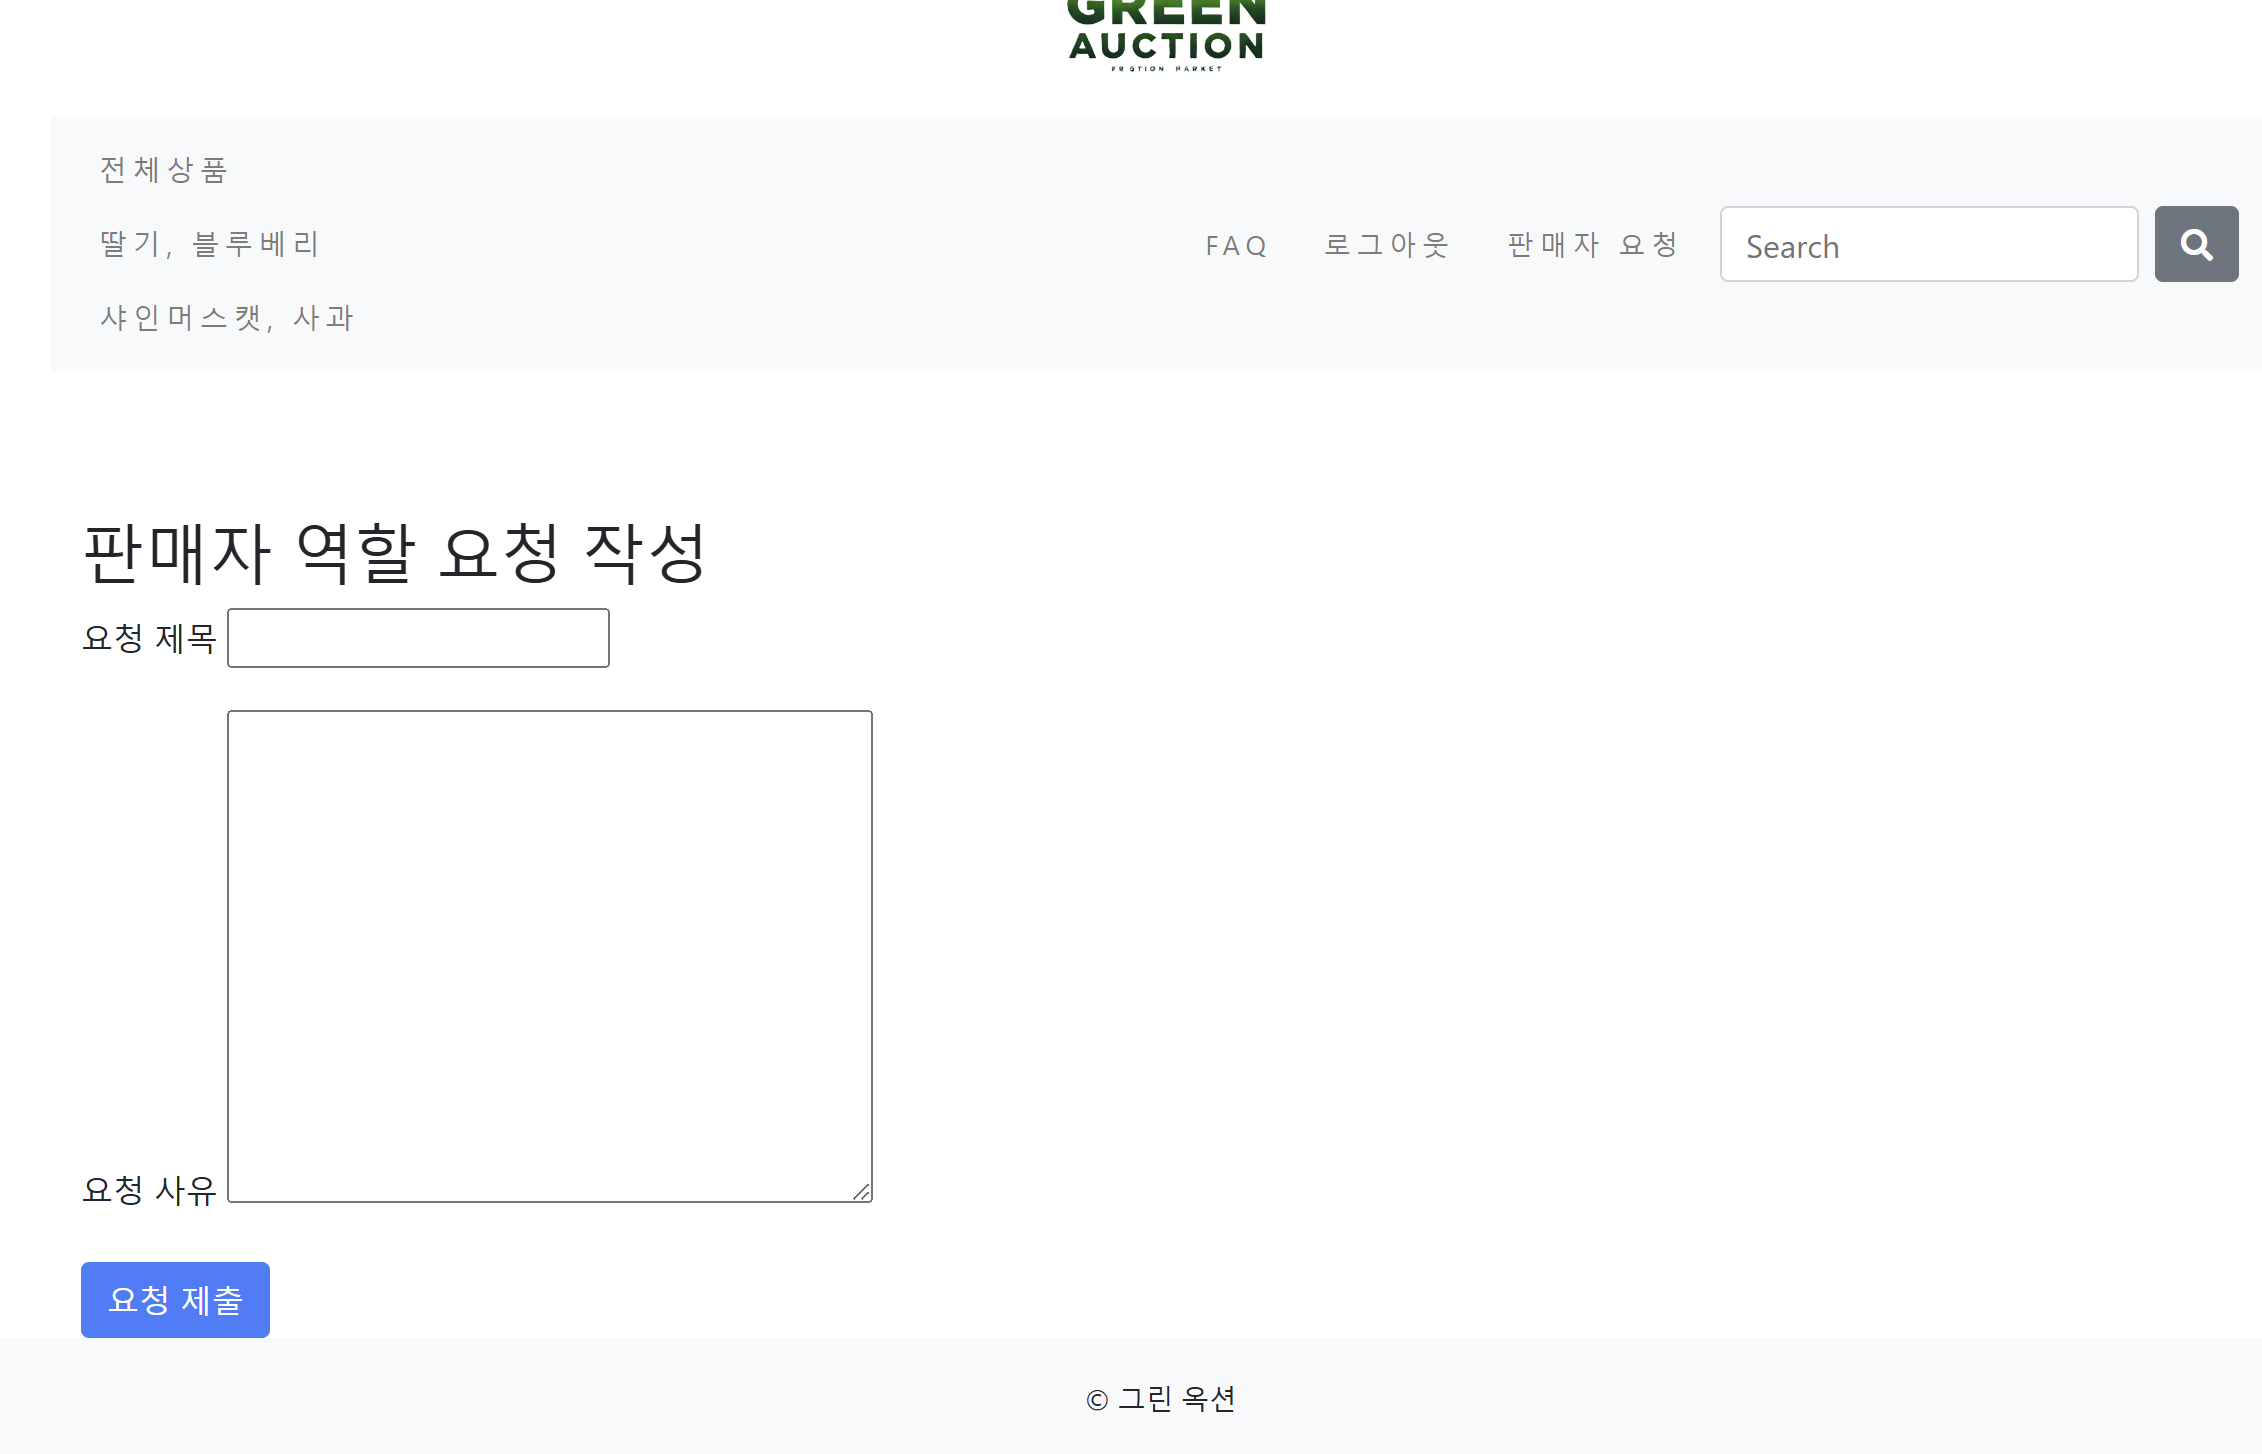 GREEN
AUCTION
전체상품
딸기, 블루베리
샤인머스캣, 사과
FAQ 로그아웃 판매자 요청 Search
판매자 역할 요청 작성
요청 제목
요청 사유
요청 제출
© 그린 옥션